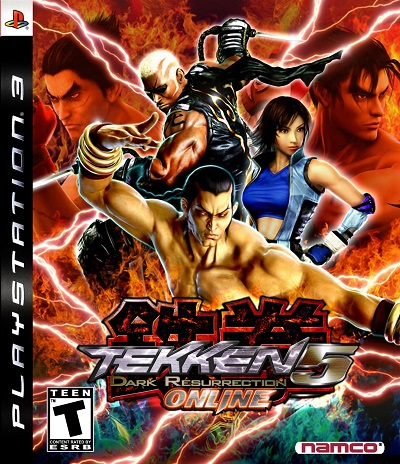 PLAYSTATION 3
鉄拳
TEKKEN 5
DARK RESURRECTION
ONLINE
TEEN
T
CONTENT RATED BY
ESRB
namco